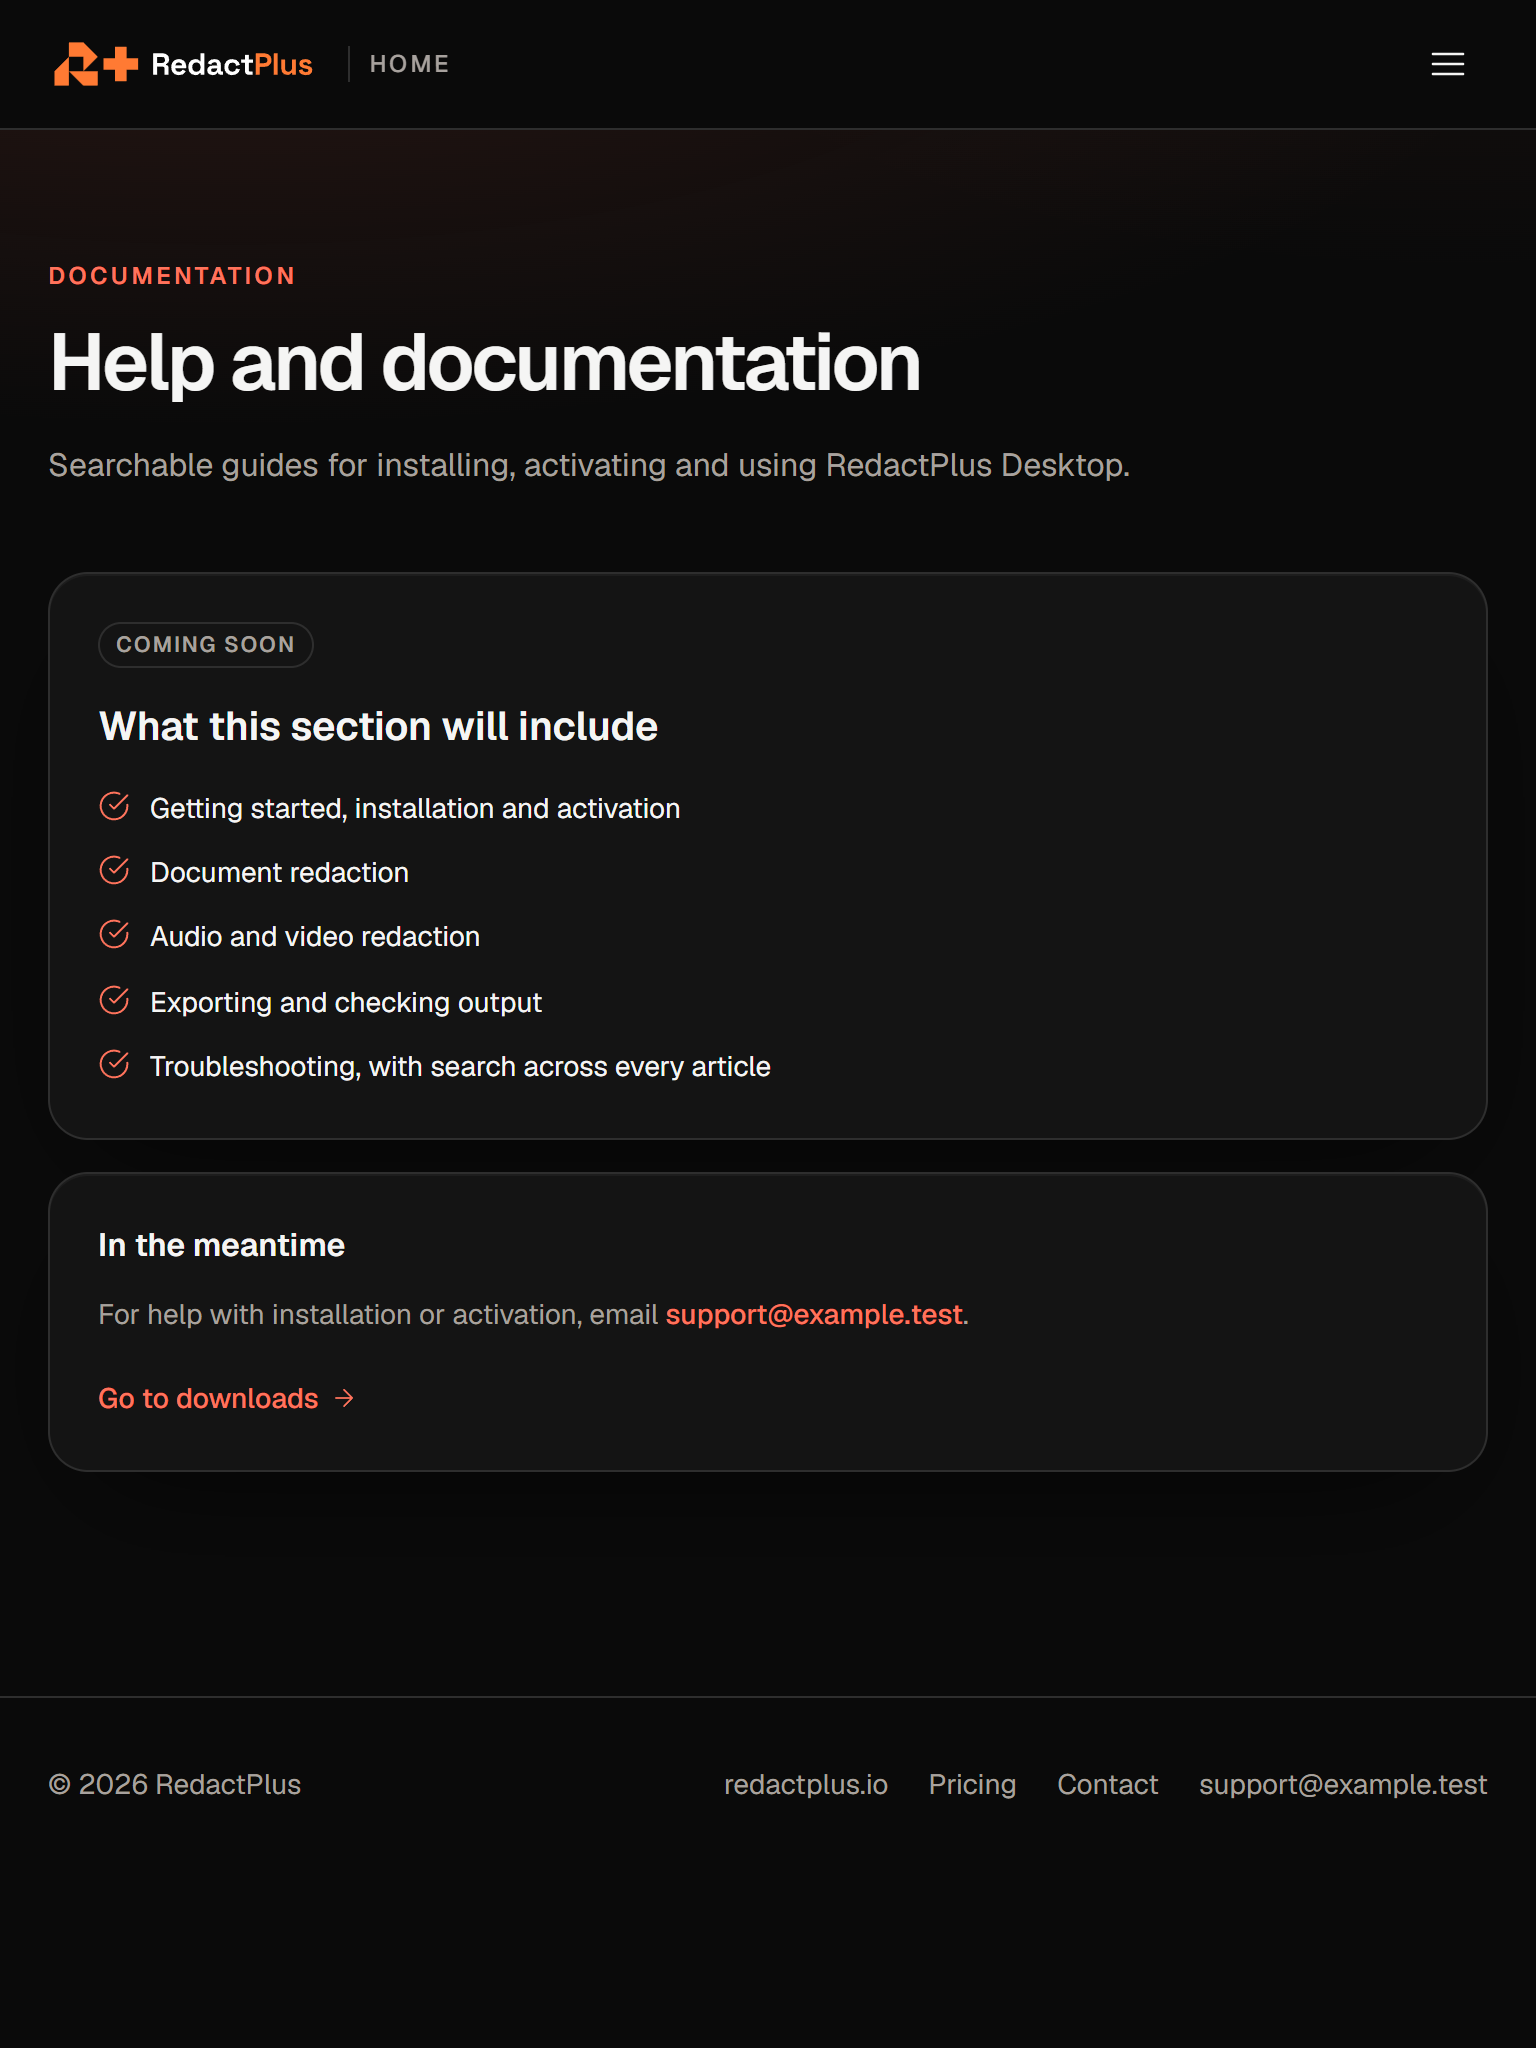 RedactPlus
HOME
DOCUMENTATION
Help and documentation
Searchable guides for installing, activating and using RedactPlus Desktop.
COMING SOON
What this section will include
Getting started, installation and activation
Document redaction
Audio and video redaction
Exporting and checking output
Troubleshooting, with search across every article
In the meantime
For help with installation or activation, email support@example.test.
Go to downloads →
© 2026 RedactPlus
redactplus.io Pricing Contact support@example.test